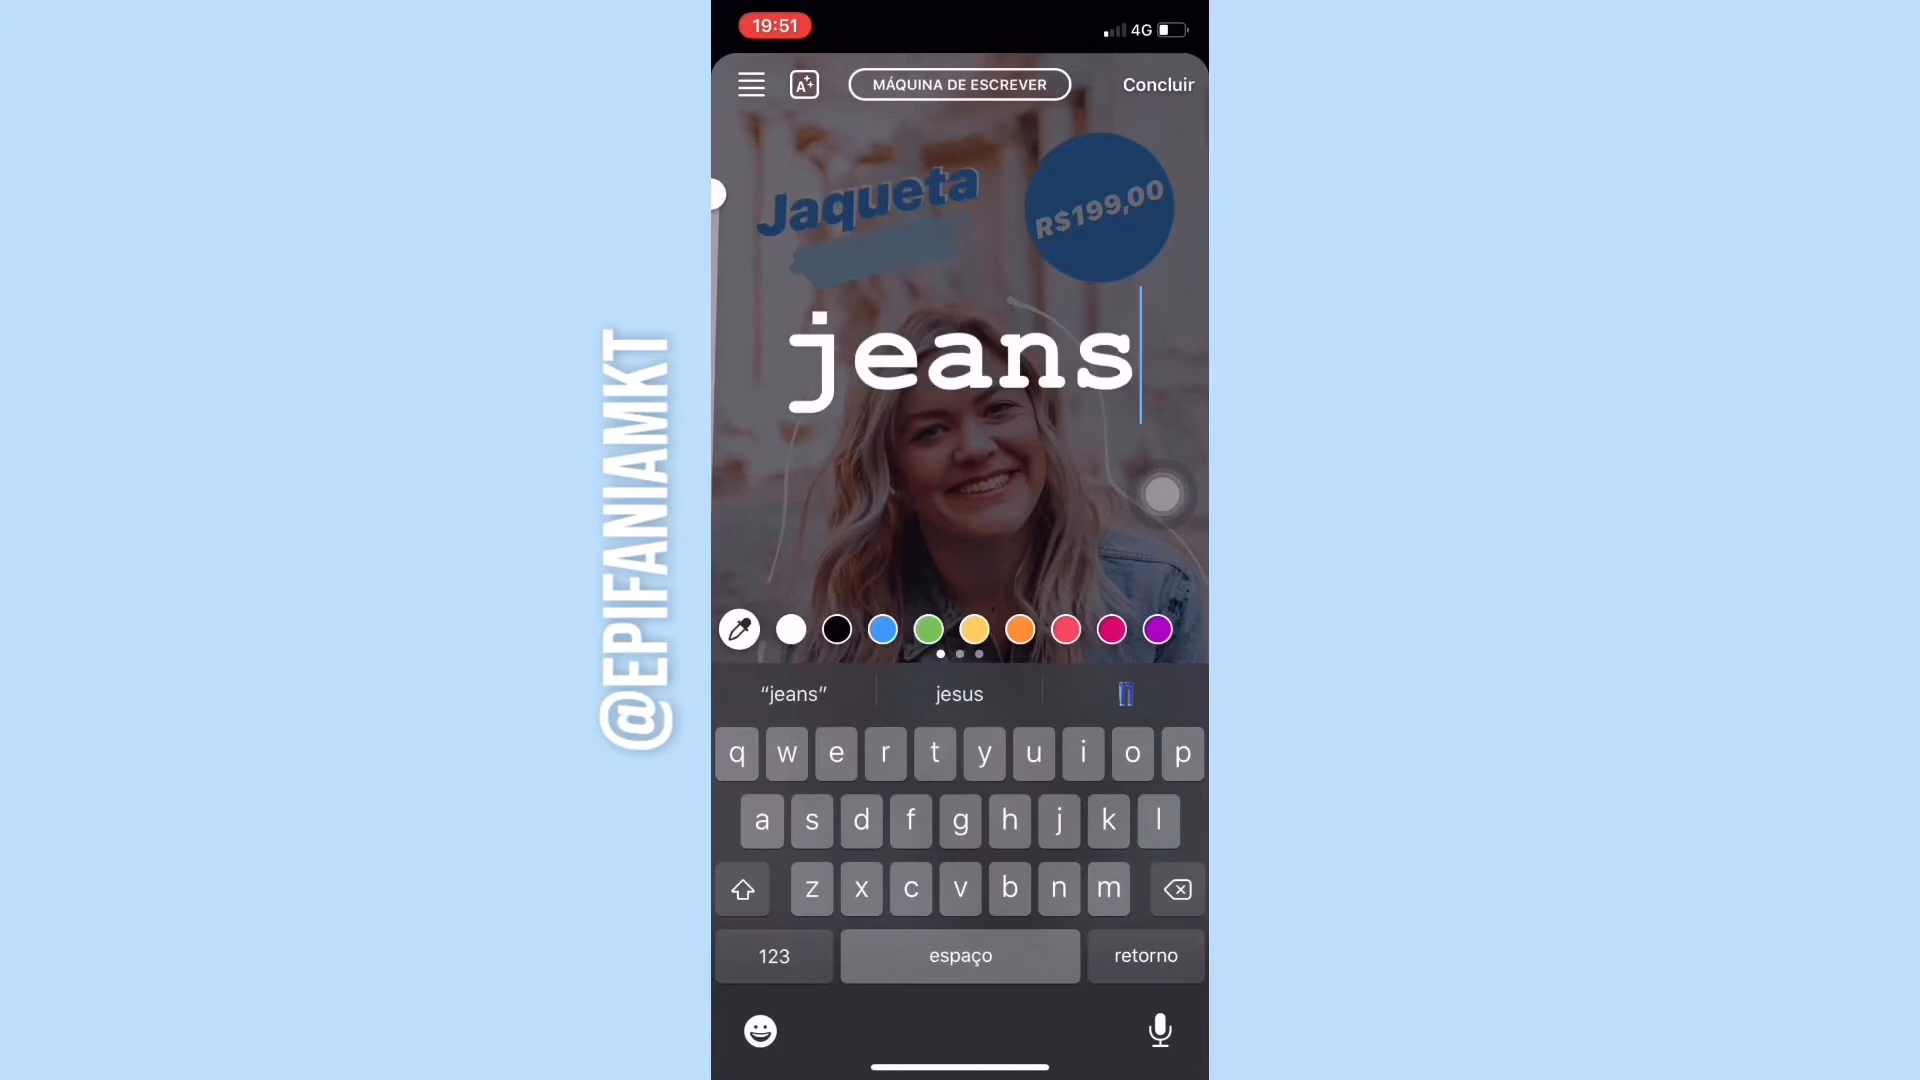 19:51
4G
A+
MÁQUINA DE ESCREVER
Concluir
Jaqueta
R$199,00
jeans
@EPIFANIAMKT
“jeans”
jesus
q w e r t y u i o p
a s d f g h j k l
z x c v b n m
123
espaço
retorno